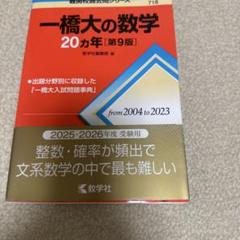 難関校過去問シリーズ
718
一橋大の数学
20カ年[第9版]
教学社編集部 編
●出題分野別に収録した
「一橋大入試問題事典」
from 2004 to 2023
2025・2026年度 受験用
整数・確率が頻出で
文系数学の中で最も難しい
教学社